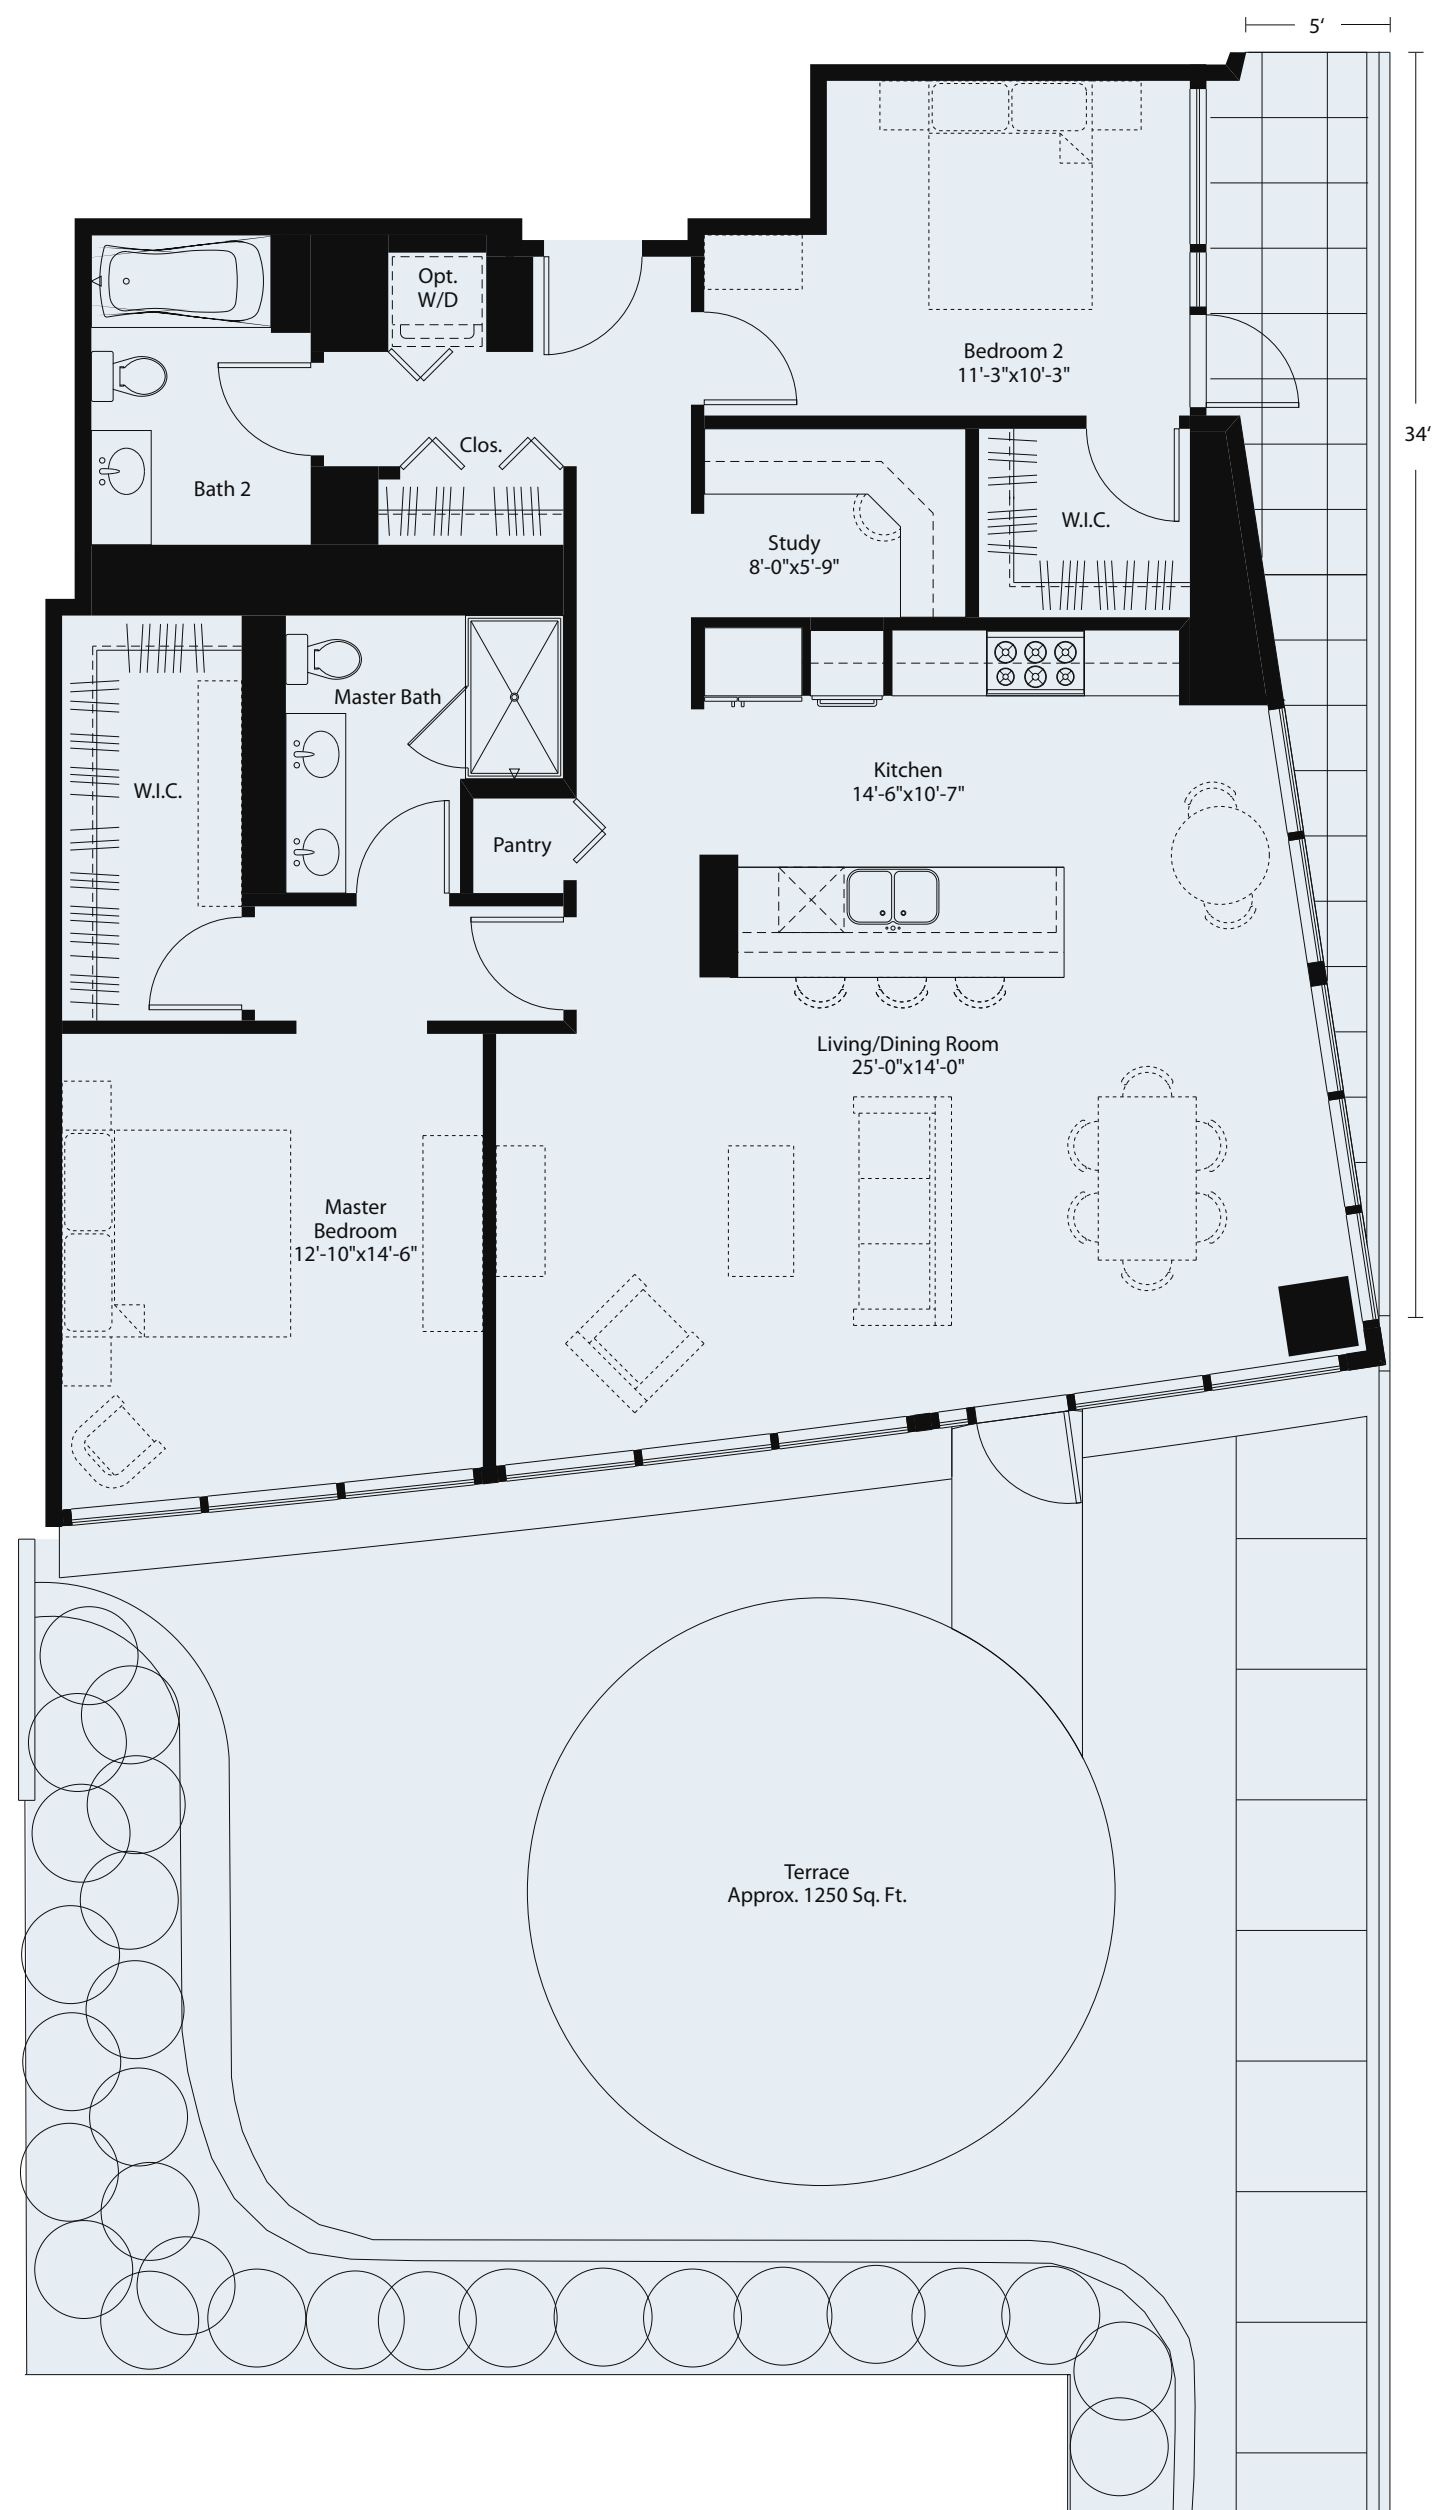 5‘
34‘
Opt.
W/D
Bedroom 2
11'-3"x10'-3"
Clos.
Bath 2
W.I.C.
Study
8'-0"x5'-9"
Master Bath
W.I.C.
Kitchen
14'-6"x10'-7"
Pantry
Living/Dining Room
25'-0"x14'-0"
Master
Bedroom
12'-10"x14'-6"
Terrace
Approx. 1250 Sq. Ft.